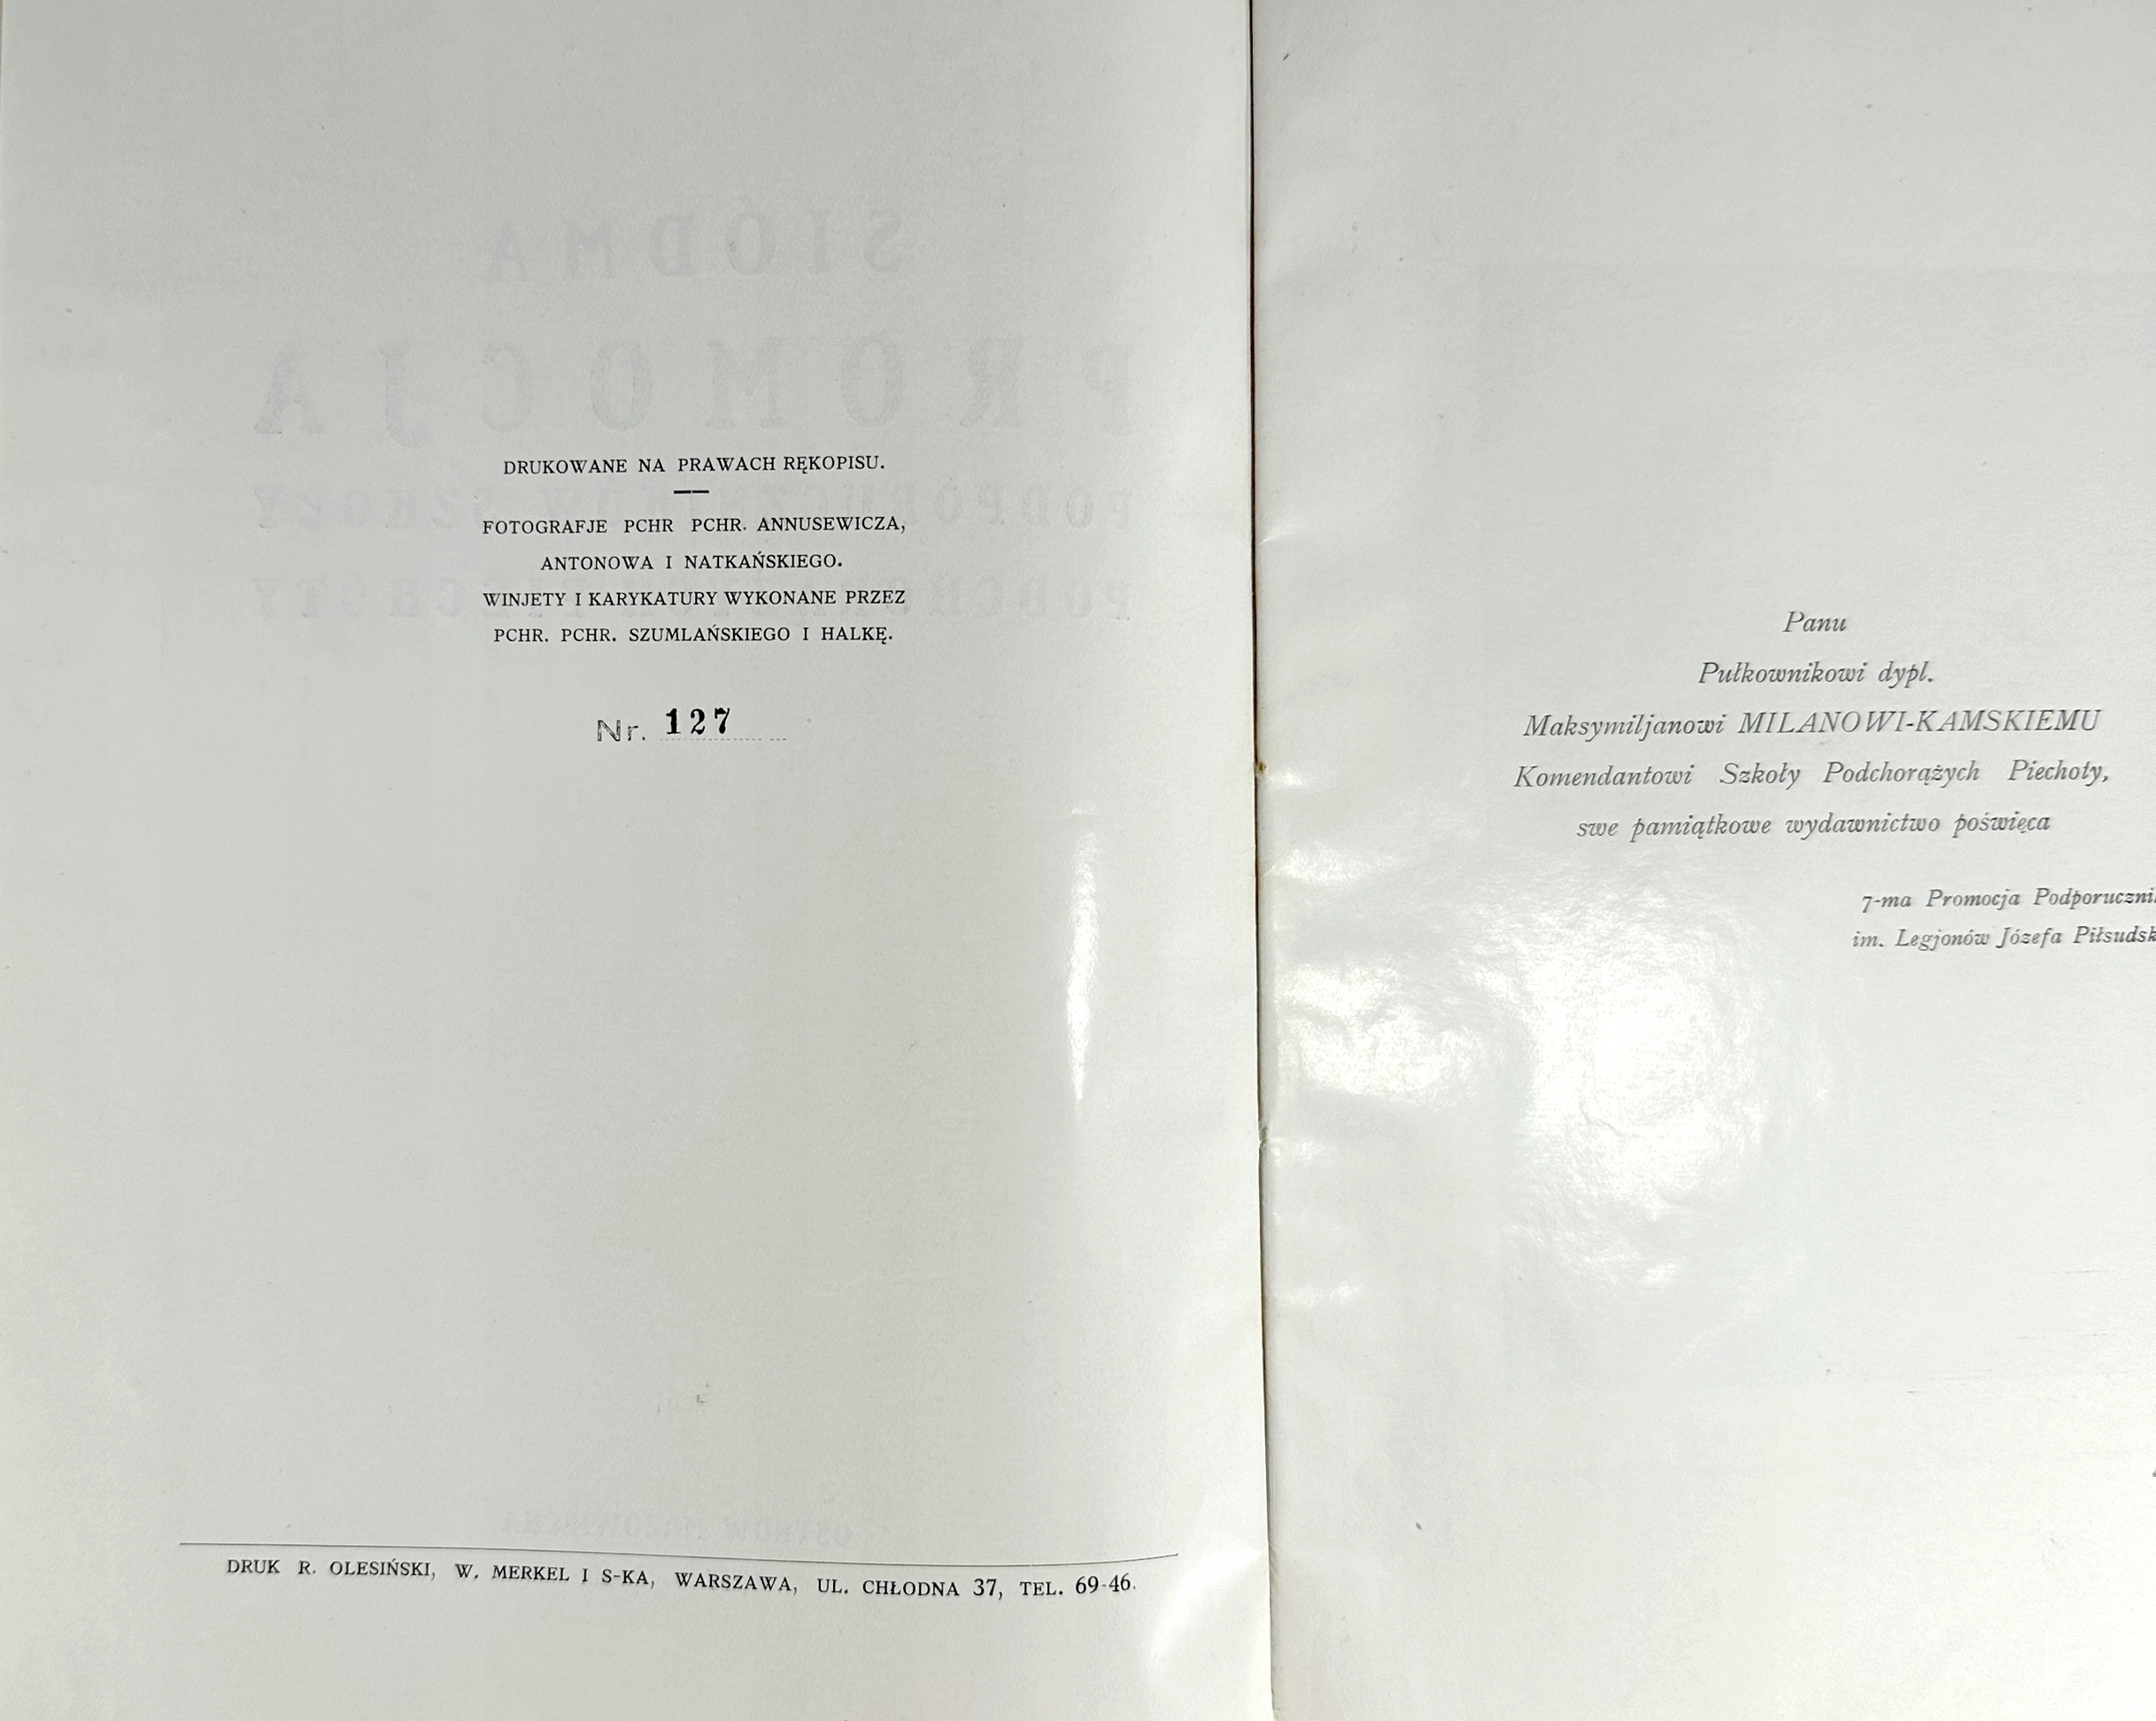 DRUKOWANE NA PRAWACH RĘKOPISU.
FOTOGRAFJE PCHR PCHR. ANNUSEWICZA,
ANTONOWA I NATKAŃSKIEGO.
WINJETY I KARYKATURY WYKONANE PRZEZ
PCHR. PCHR. SZUMLAŃSKIEGO I HALKĘ.
Nr. 127
DRUK R. OLESIŃSKI, W. MERKEL I S-KA, WARSZAWA, UL. CHŁODNA 37, TEL. 69-46.
Panu
Pułkownikowi dypl.
Maksymiljanowi MILANOWI-KAMSKIEMU
Komendantowi Szkoły Podchorążych Piechoty,
swe pamiątkowe wydawnictwo poświęca
7-ma Promocja
im. Legjonów Józefa